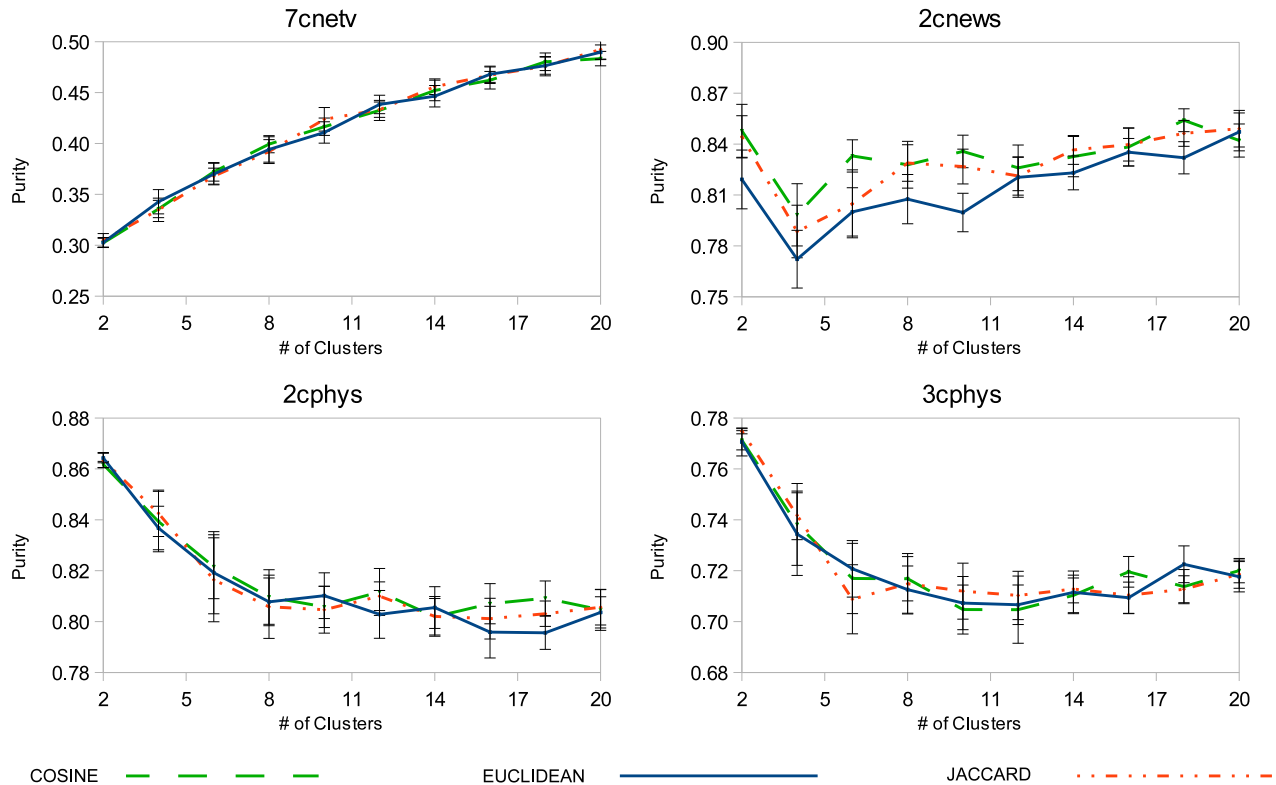 7cnetv
0.50
0.45
0.40
0.35
0.30
0.25
Purity
2 5 8 11 14 17 20
# of Clusters
2cnews
0.90
0.87
0.84
0.81
0.78
0.75
Purity
2 5 8 11 14 17 20
# of Clusters
2cphys
0.88
0.86
0.84
0.82
0.80
0.78
Purity
2 5 8 11 14 17 20
# of Clusters
3cphys
0.78
0.76
0.74
0.72
0.70
0.68
Purity
2 5 8 11 14 17 20
# of Clusters
COSINE EUCLIDEAN JACCARD